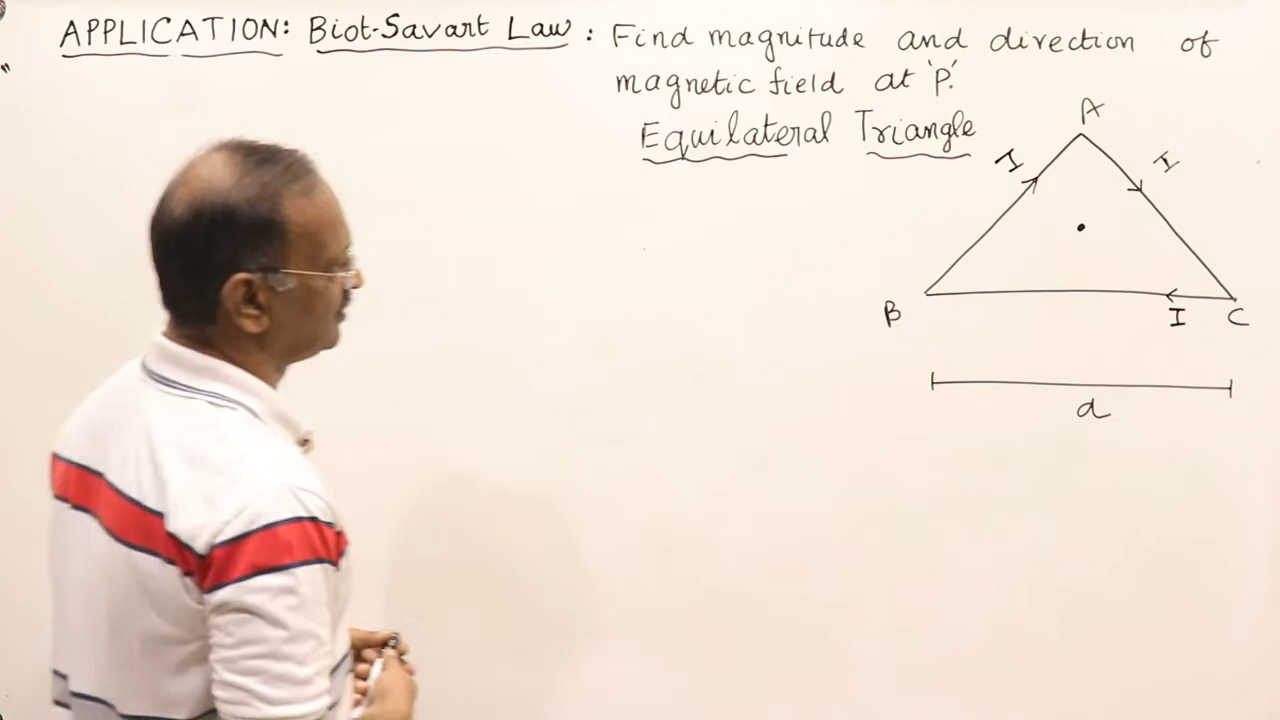 APPLICATION: Biot-Savart Law : Find magnitude and direction of
magnetic field at 'P'.
Equilateral Triangle
A
I
I
B
I
C
a